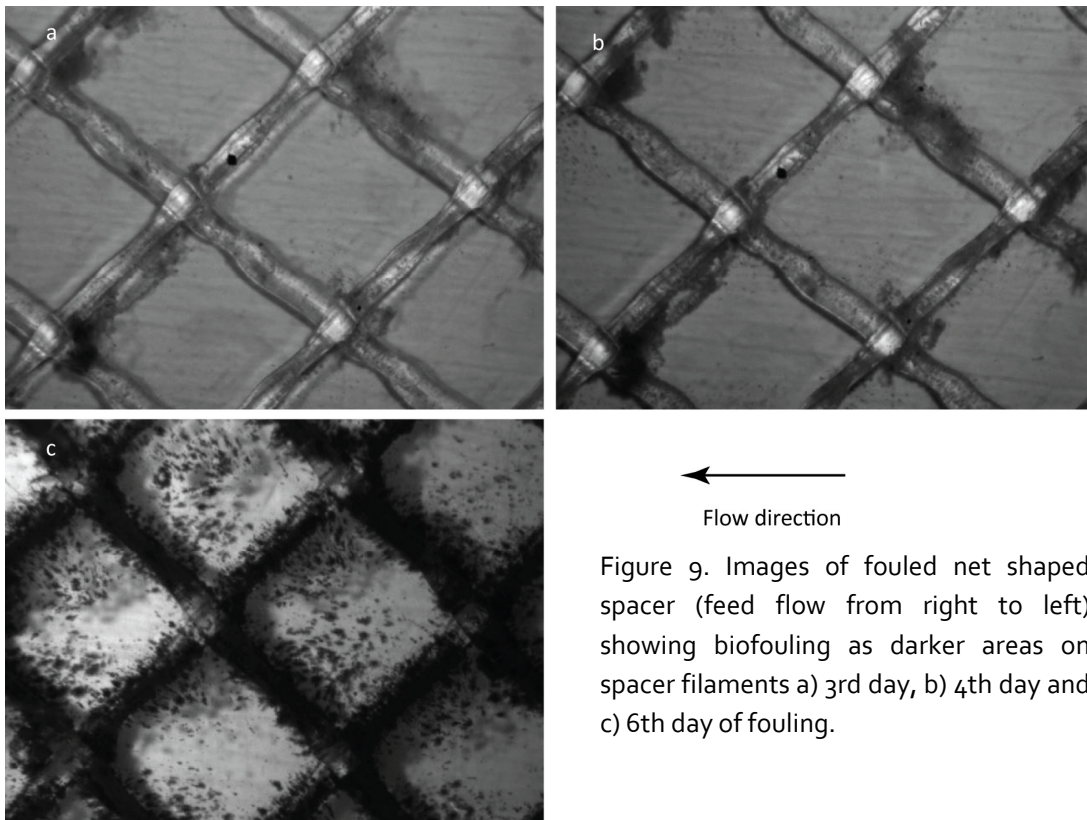 a
b
c
Flow direction
Figure 9. Images of fouled net shaped
spacer (feed flow from right to left)
showing biofouling as darker areas on
spacer filaments a) 3rd day, b) 4th day and
c) 6th day of fouling.